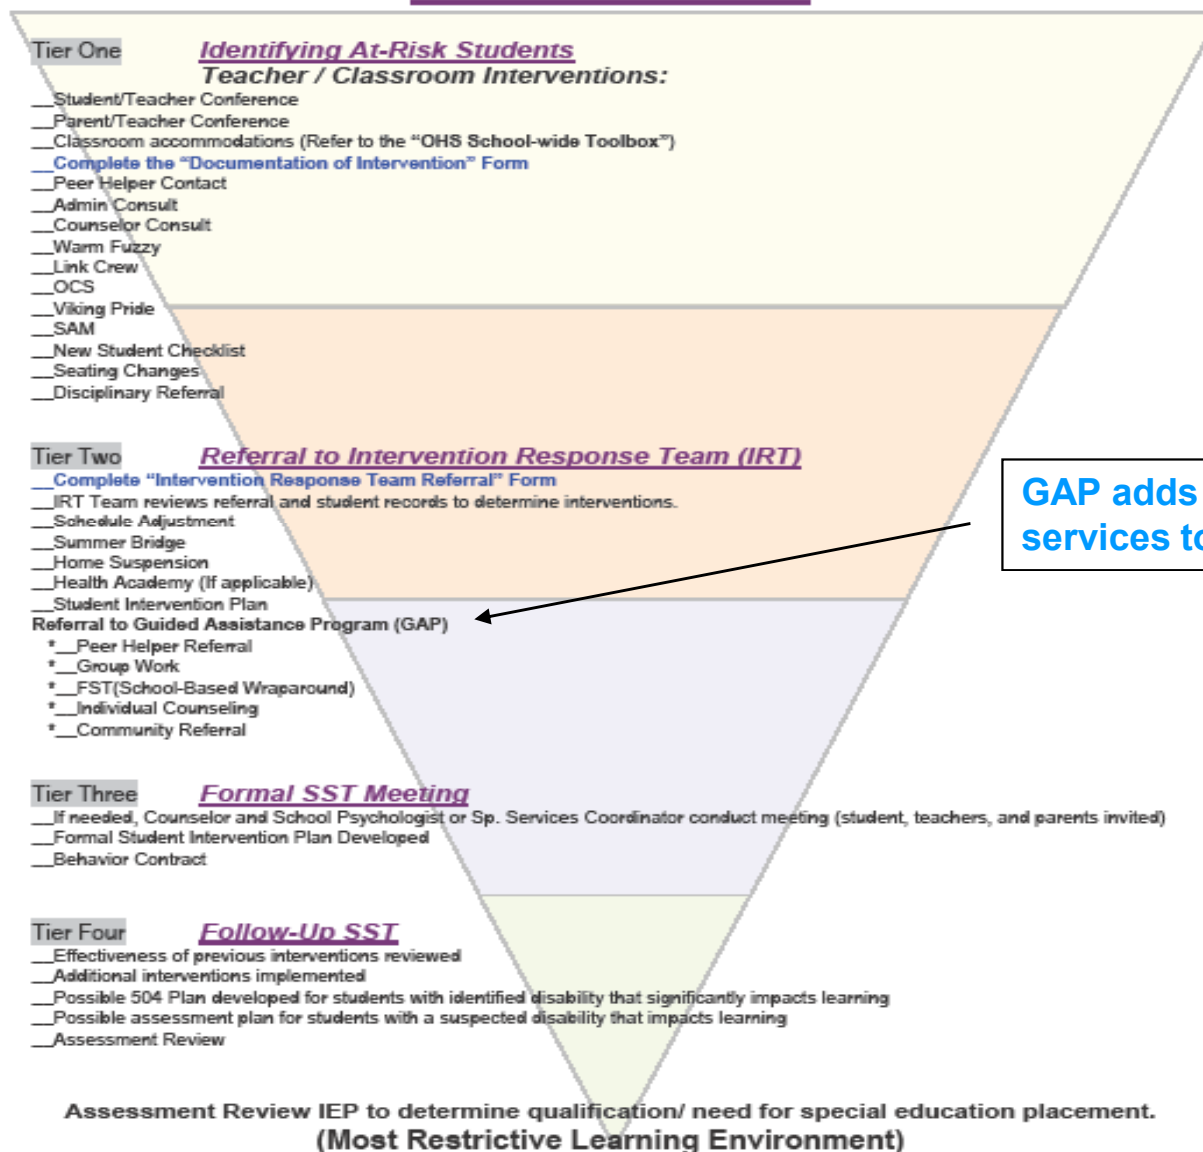 Tier One Identifying At-Risk Students
Teacher / Classroom Interventions:
__Student/Teacher Conference
__Parent/Teacher Conference
__Classroom accommodations (Refer to the “OHS School-wide Toolbox”)
__Complete the “Documentation of Intervention” Form
__Peer Helper Contact
__Admin Consult
__Counselor Consult
__Warm Fuzzy
__Link Crew
__OCS
__Viking Pride
__SAM
__New Student Checklist
__Seating Changes
__Disciplinary Referral
Tier Two Referral to Intervention Response Team (IRT)
__Complete “Intervention Response Team Referral” Form
__IRT Team reviews referral and student records to determine interventions.
__Schedule Adjustment
__Summer Bridge
__Home Suspension
__Health Academy (If applicable)
__Student Intervention Plan
Referral to Guided Assistance Program (GAP)
*__Peer Helper Referral
*__Group Work
*__FST(School-Based Wraparound)
*__Individual Counseling
*__Community Referral
GAP adds
services to
Tier Three Formal SST Meeting
__If needed, Counselor and School Psychologist or Sp. Services Coordinator conduct meeting (student, teachers, and parents invited)
__Formal Student Intervention Plan Developed
__Behavior Contract
Tier Four Follow-Up SST
__Effectiveness of previous interventions reviewed
__Additional interventions implemented
__Possible 504 Plan developed for students with identified disability that significantly impacts learning
__Possible assessment plan for students with a suspected disability that impacts learning
__Assessment Review
Assessment Review IEP to determine qualification/ need for special education placement.
(Most Restrictive Learning Environment)